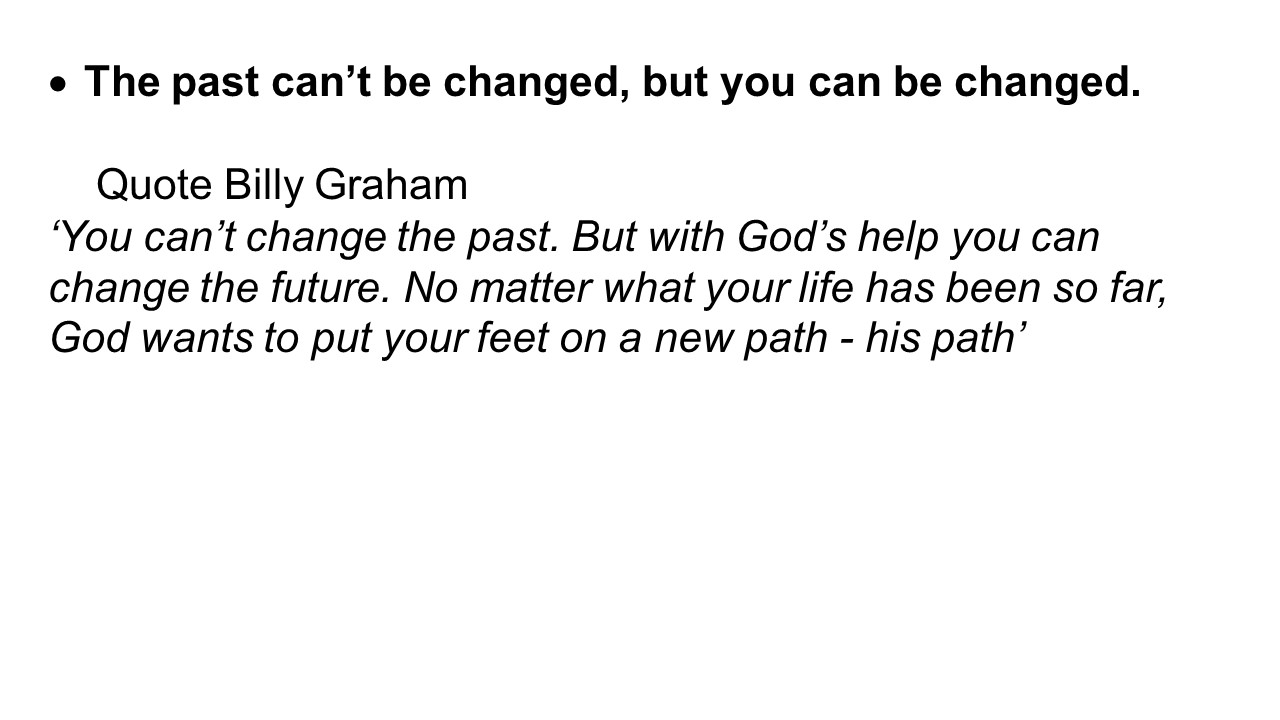 • The past can’t be changed, but you can be changed.
Quote Billy Graham
‘You can’t change the past. But with God’s help you can
change the future. No matter what your life has been so far,
God wants to put your feet on a new path - his path’